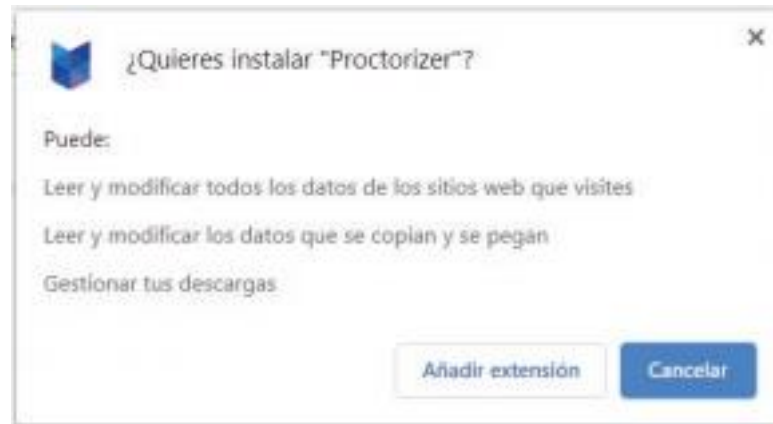 ¿Quieres instalar "Proctorizer"?
Puede:
Leer y modificar todos los datos de los sitios web que visites
Leer y modificar los datos que se copian y se pegan
Gestionar tus descargas
Añadir extensión
Cancelar